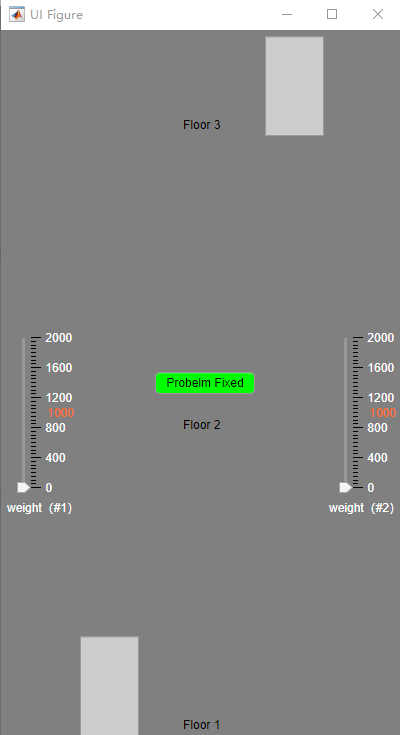 UI Figure
Floor 3
2000
1600
1200
1000
800
400
0
weight (#1)
Probelm Fixed
Floor 2
2000
1600
1200
1000
800
400
0
weight (#2)
Floor 1